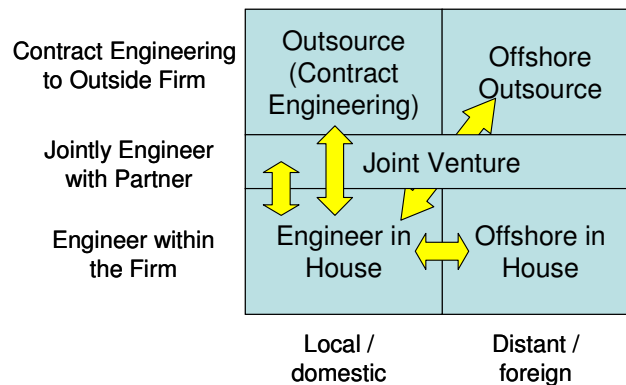 Contract Engineering
to Outside Firm
Outsource
(Contract
Engineering)
Offshore
Outsource
Jointly Engineer
with Partner
Joint Venture
Engineer within
the Firm
Engineer in
House
Offshore in
House
Local /
domestic
Distant /
foreign